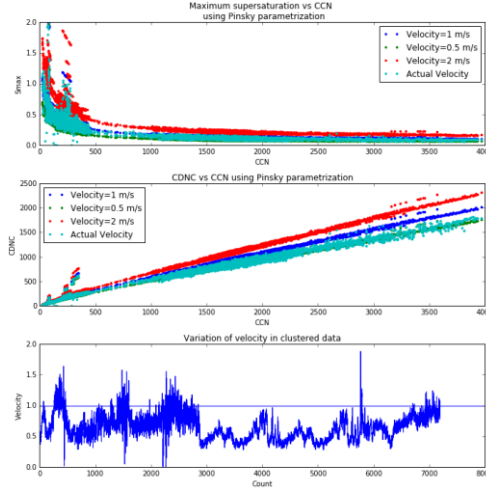 Maximum supersaturation vs CCN
using Pinsky parametrization
2.0
1.5
1.0
0.5
0.0
Smax
Velocity=1 m/s
Velocity=0.5 m/s
Velocity=2 m/s
Actual Velocity
0 500 1000 1500 2000 2500 3000 3500 400
CCN
CDNC vs CCN using Pinsky parametrization
2500
2000
1500
1000
500
0
CDNC
Velocity=1 m/s
Velocity=0.5 m/s
Velocity=2 m/s
Actual Velocity
0 500 1000 1500 2000 2500 3000 3500 400
CCN
Variation of velocity in clustered data
2.0
1.5
1.0
0.5
0.0
Velocity
0 1000 2000 3000 4000 5000 6000 7000 800
Count